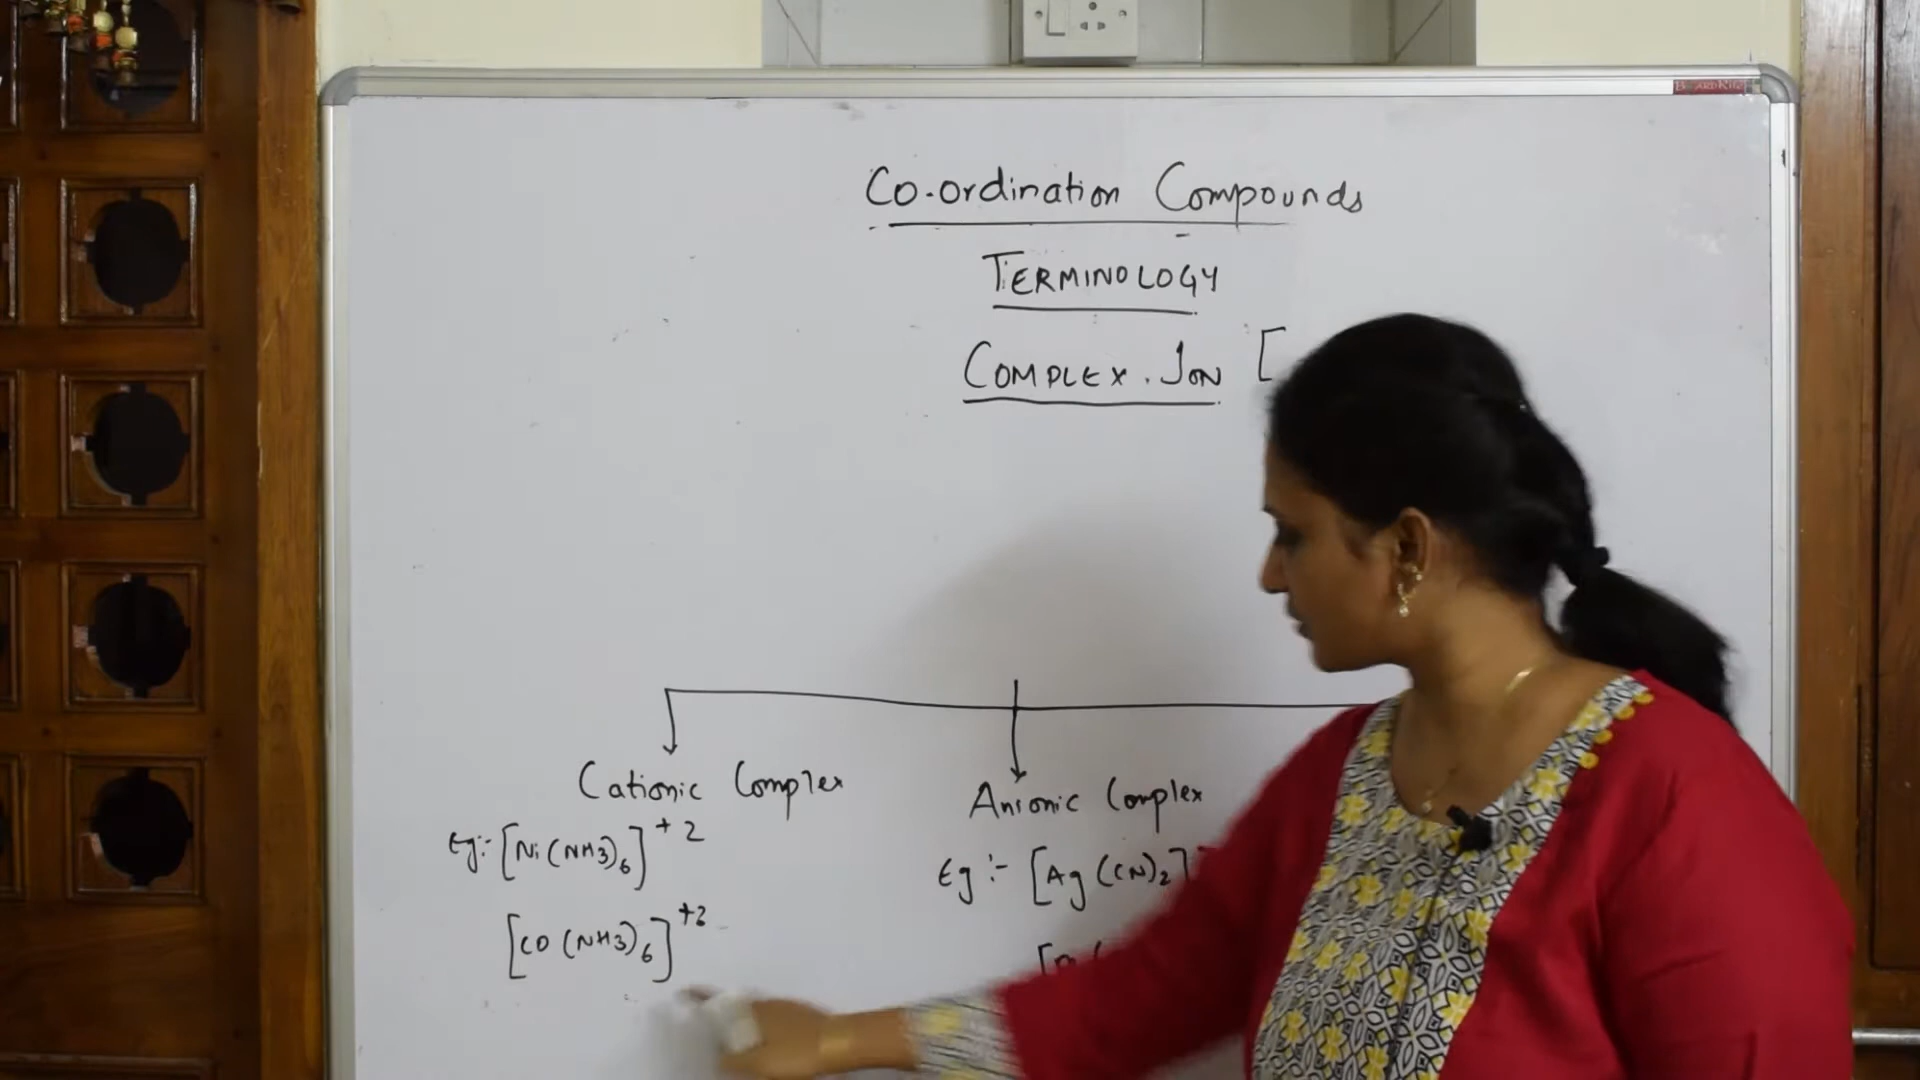 Co-ordination Compounds
TERMINOLOGY
COMPLEX. ION [
Cationic Complex
Anionic Complex
Eg:- [Ni(NH3)6]+2
Eg:- [Ag(CN)2]
[CO(NH3)6]+2